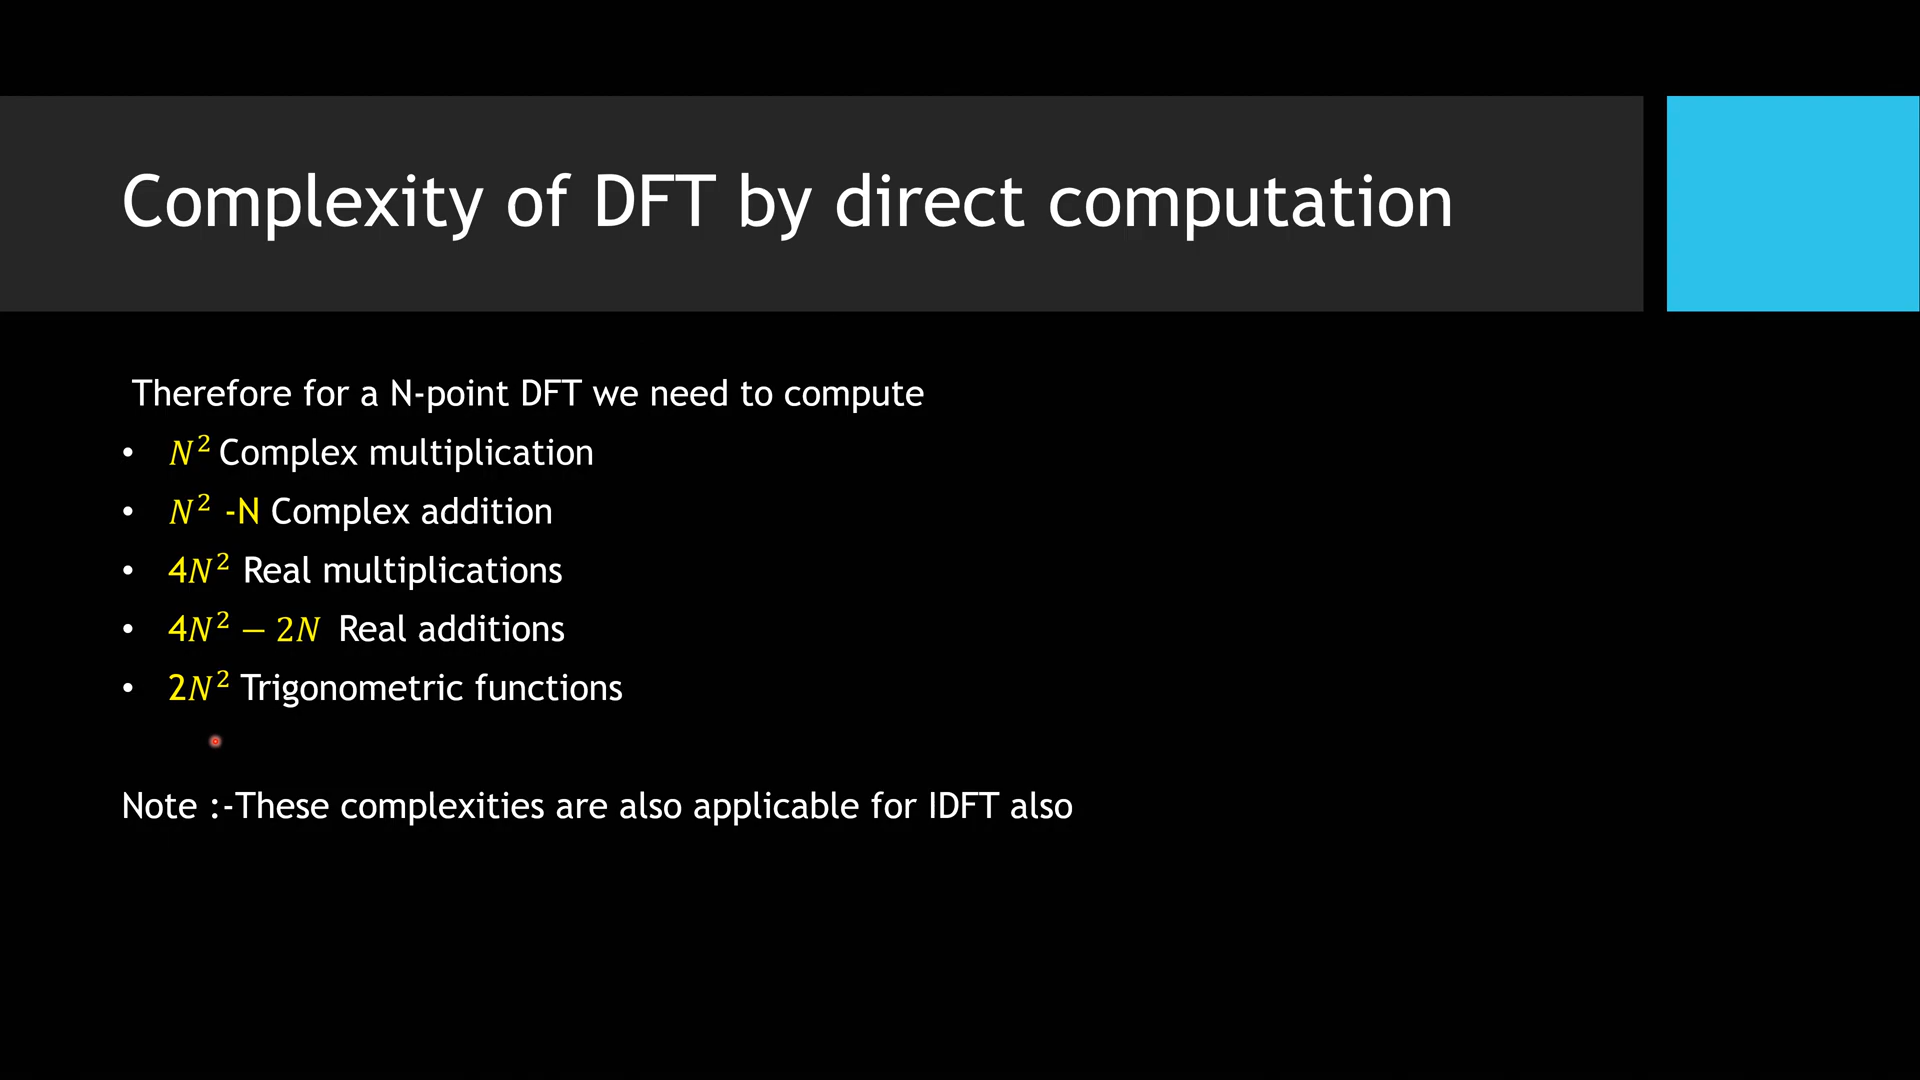 Complexity of DFT by direct computation
Therefore for a N-point DFT we need to compute
• N² Complex multiplication
• N² -N Complex addition
• 4N² Real multiplications
• 4N² − 2N Real additions
• 2N² Trigonometric functions
Note :-These complexities are also applicable for IDFT also